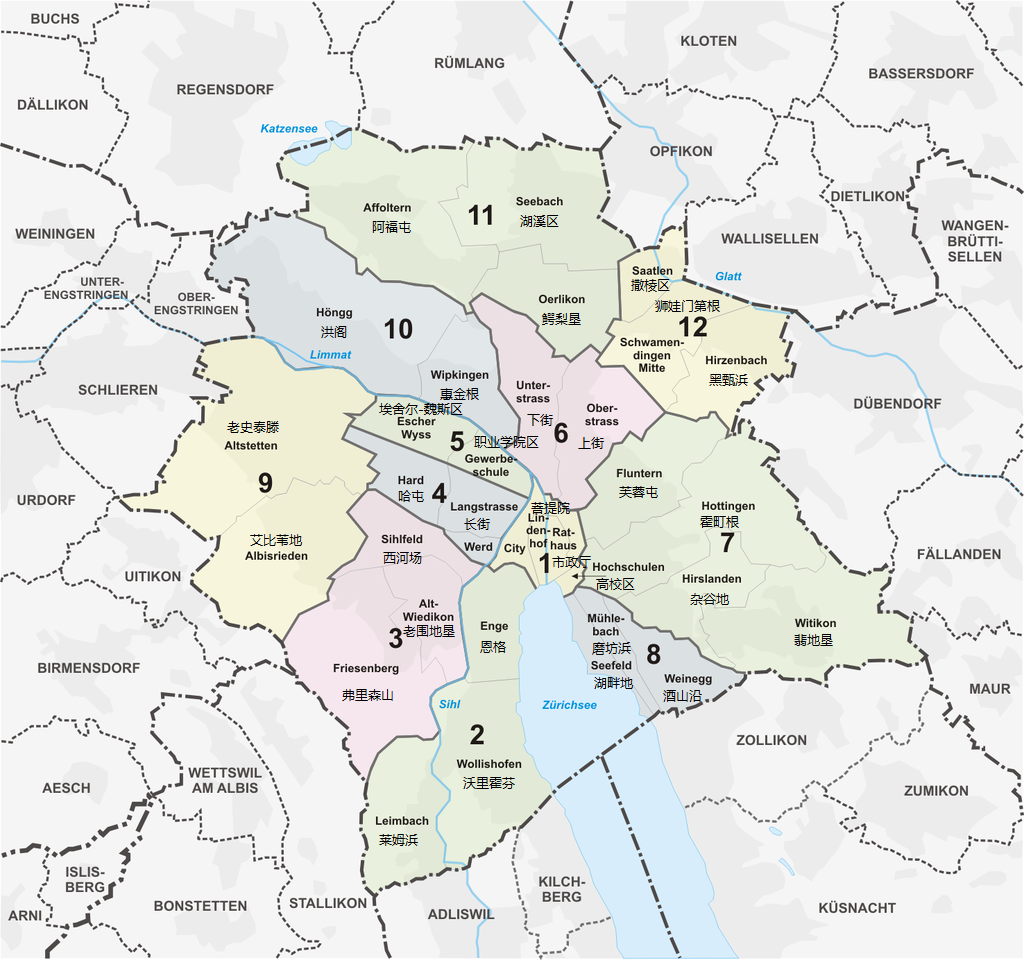 BUCHS
KLOTEN
RÜMLANG
BASSERSDORF
REGENSDORF
DÄLLIKON
Katzensee
OPFIKON
DIETLIKON
Affoltern
阿福屯
11
Seebach
湖溪区
WEININGEN
WALLISELLEN
WANGEN-
BRÜTTI-
SELLEN
Saatlen
撒棱区
Glatt
UNTER-
ENGSTRINGEN
OBER-
ENGSTRINGEN
Oerlikon
鳄梨垦
狮娃门第根
12
Höngg
洪阁
10
Schwamen-
dingen
Mitte
Hirzenbach
黑甄浜
Limmat
SCHLIEREN
Wipkingen
惠金根
Unter-
strass
下街
Ober-
strass
上街
6
DÜBENDORF
埃舍尔-魏斯区
Escher
Wyss
5
职业学院区
Gewerbe-
schule
老史泰滕
Altstetten
9
Hard
哈屯
4
Langstrasse
长街
Werd
Fluntern
芙蓉屯
URDORF
Hottingen
霍町根
7
菩提院
Lin-
den-
hof
Rat-
haus
市政厅
City
1
艾比苇地
Albisrieden
Sihlfeld
西河场
FÄLLANDEN
Hochschulen
高校区
UITIKON
Hirslanden
杂谷地
Alt-
Wiedikon
老围地垦
3
Enge
恩格
Mühle-
bach
磨坊浜
8
Witikon
翡地垦
BIRMENSDORF
Friesenberg
弗里森山
Seefeld
湖畔地
Weinegg
酒山沿
MAUR
Sihl
Zürichsee
2
ZOLLIKON
Wollishofen
沃里霍芬
WETTSWIL
AM ALBIS
AESCH
ZUMIKON
Leimbach
莱姆浜
ISLIS-
BERG
KILCH-
BERG
ARNI
BONSTETTEN
STALLIKON
ADLISWIL
KÜSNACHT